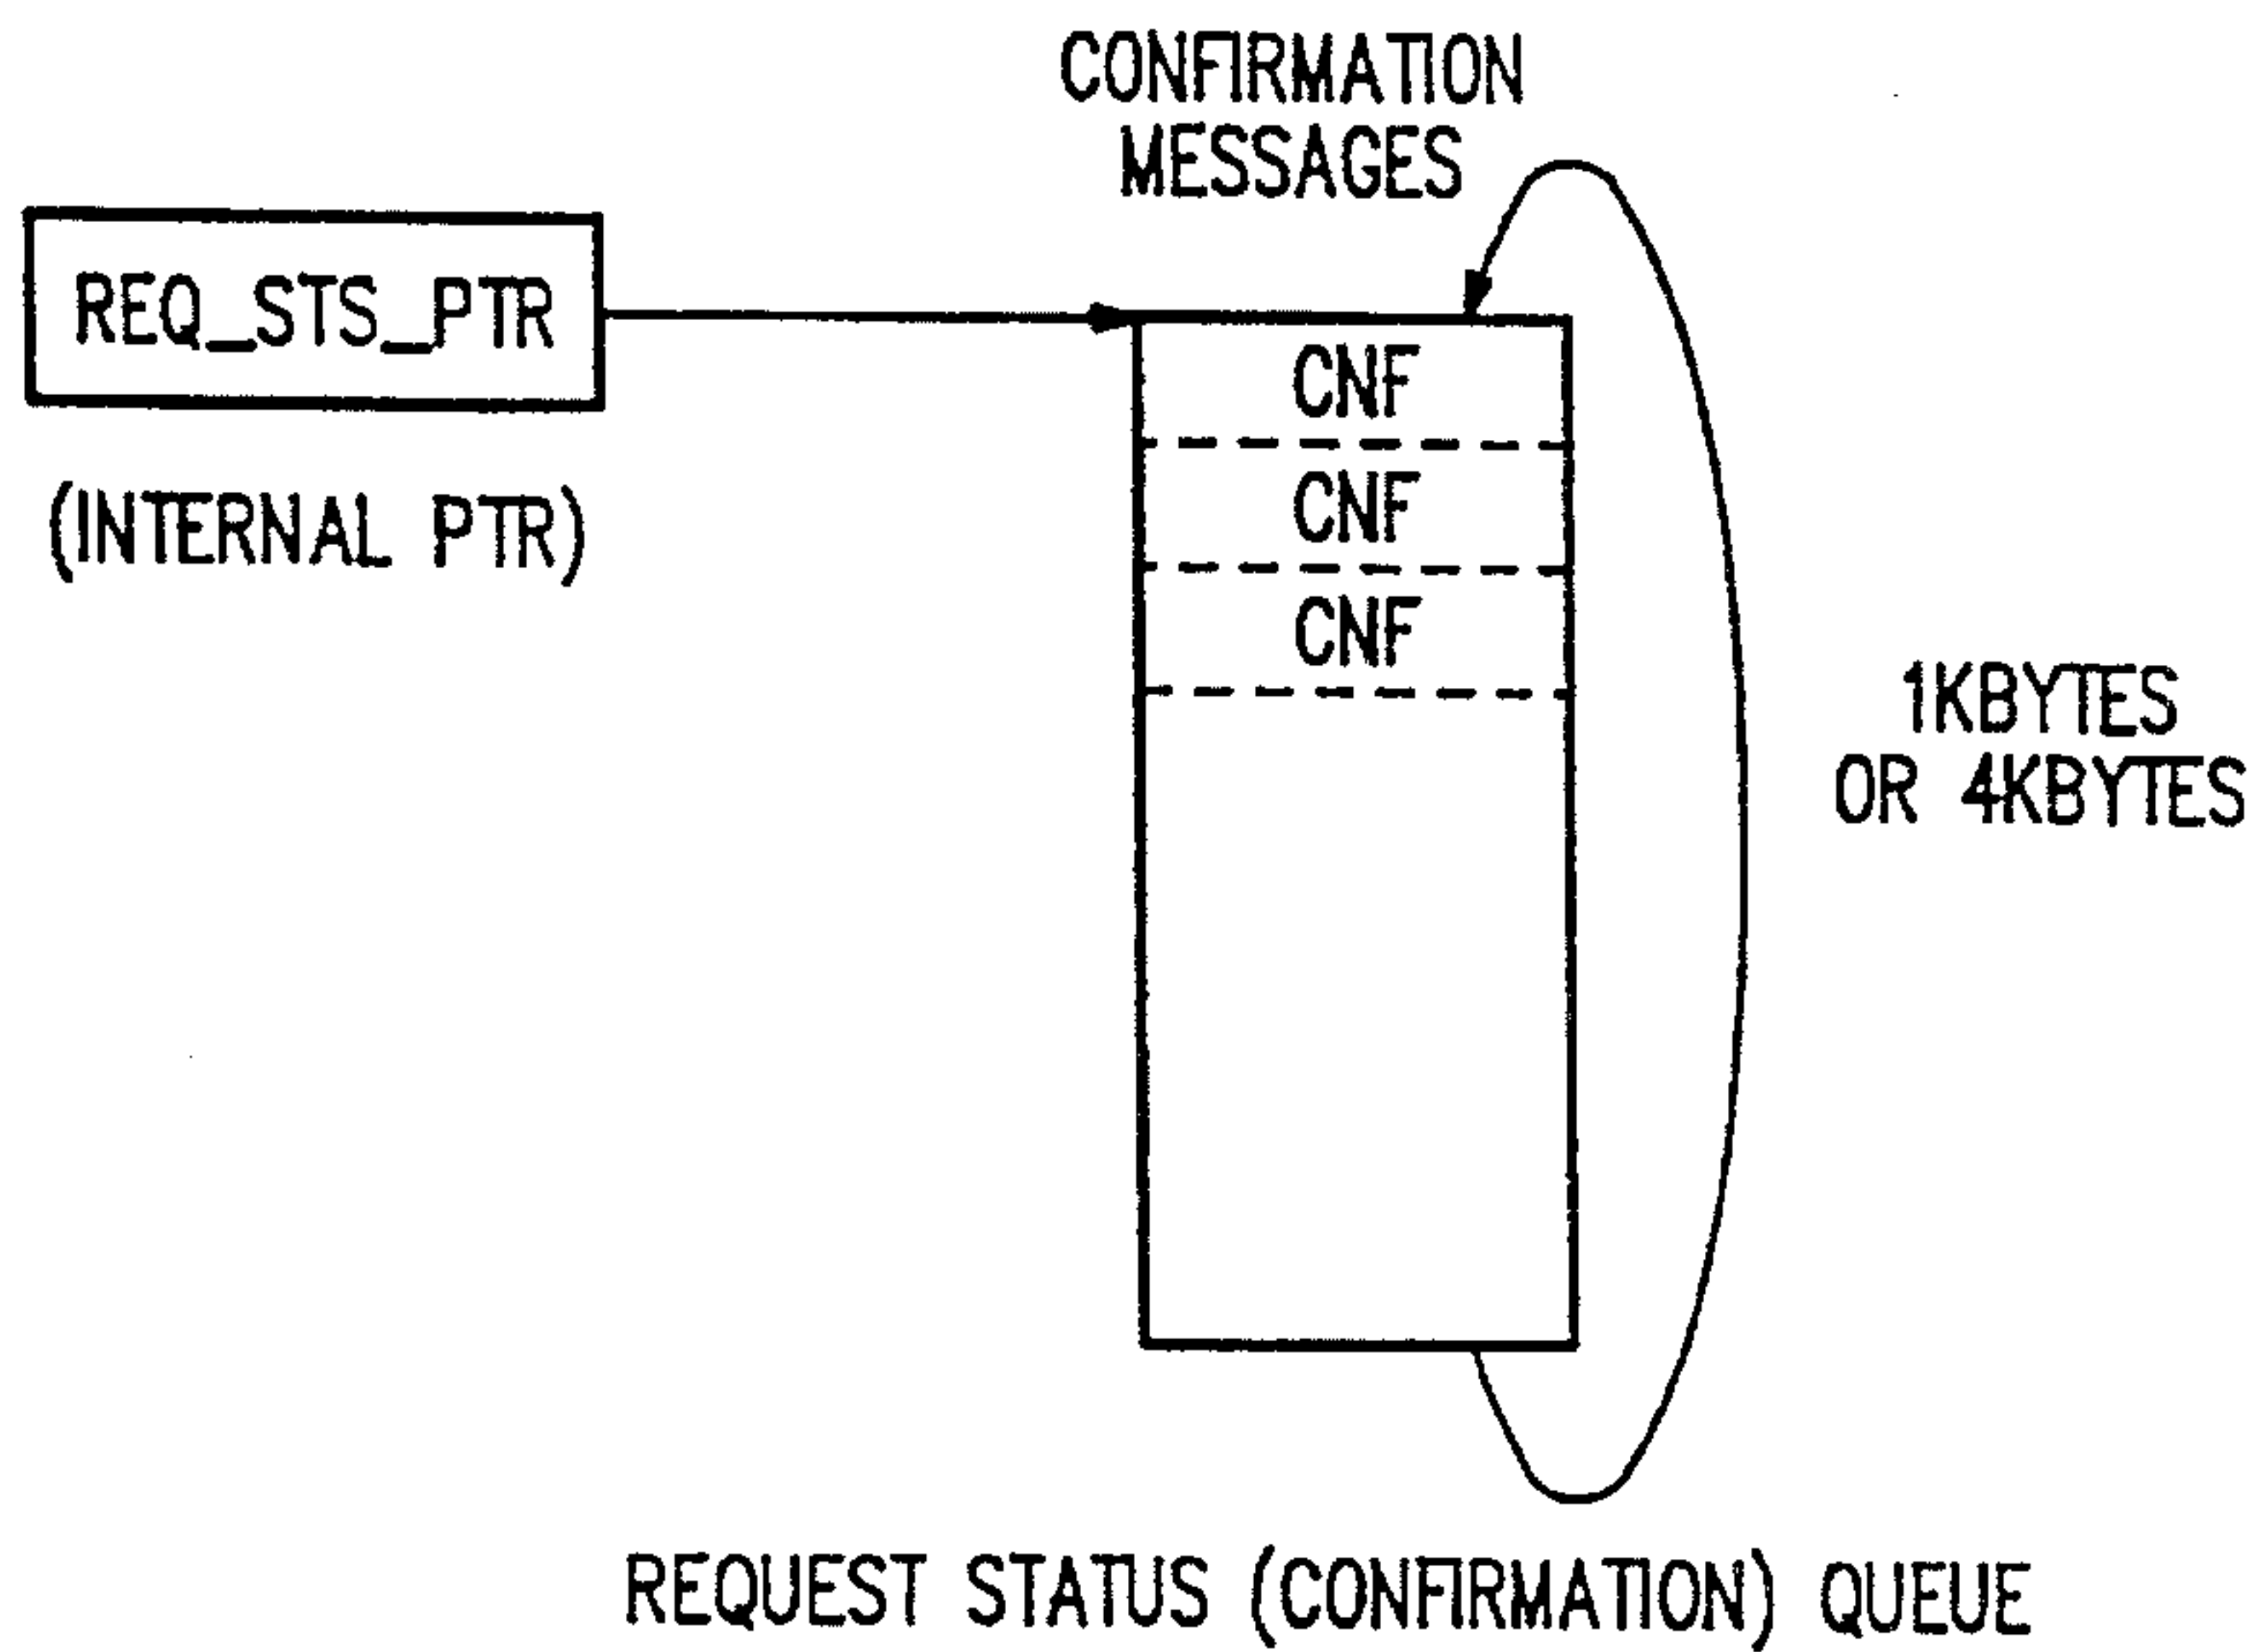 CONFIRMATION
MESSAGES
REQ_STS_PTR
(INTERNAL PTR)
CNF
CNF
CNF
1KBYTES
OR 4KBYTES
REQUEST STATUS (CONFIRMATION) QUEUE